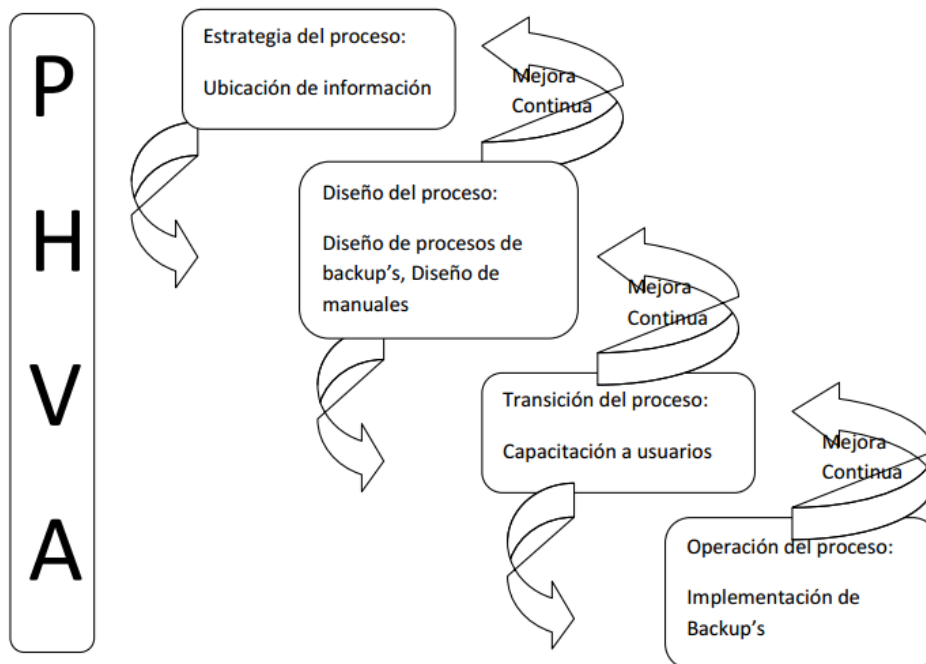 P
H
V
A
Estrategia del proceso:
Ubicación de información
Mejora
Continua
Diseño del proceso:
Diseño de procesos de
backup's, Diseño de
manuales
Mejora
Continua
Transición del proceso:
Capacitación a usuarios
Mejora
Continua
Operación del proceso:
Implementación de
Backup's